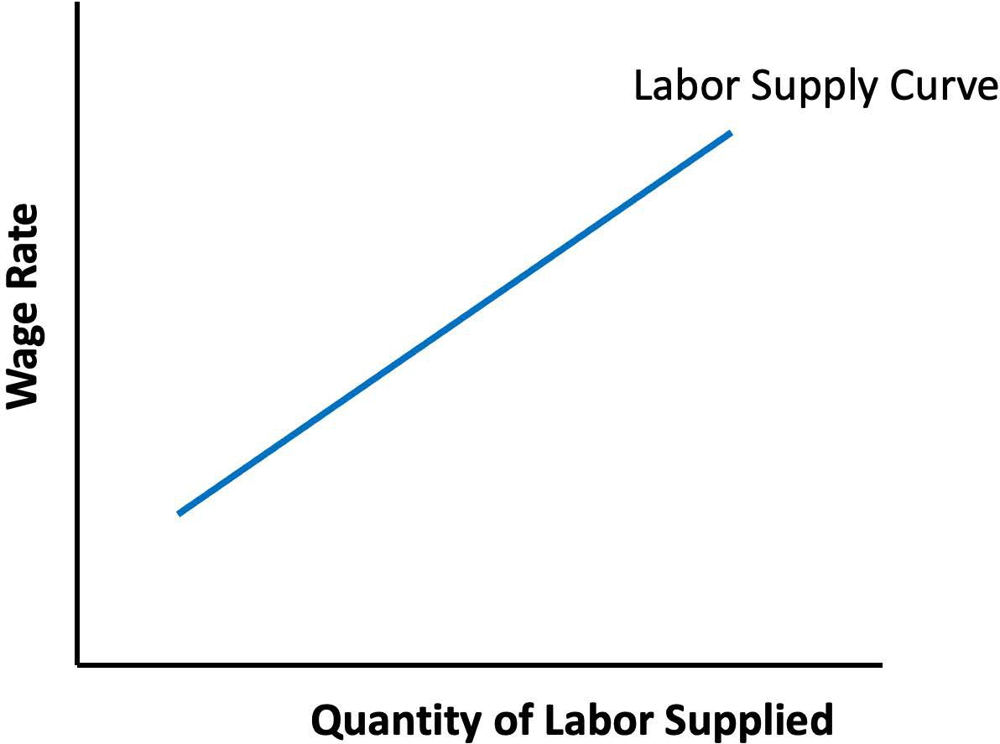 Labor Supply Curve
Wage Rate
Quantity of Labor Supplied